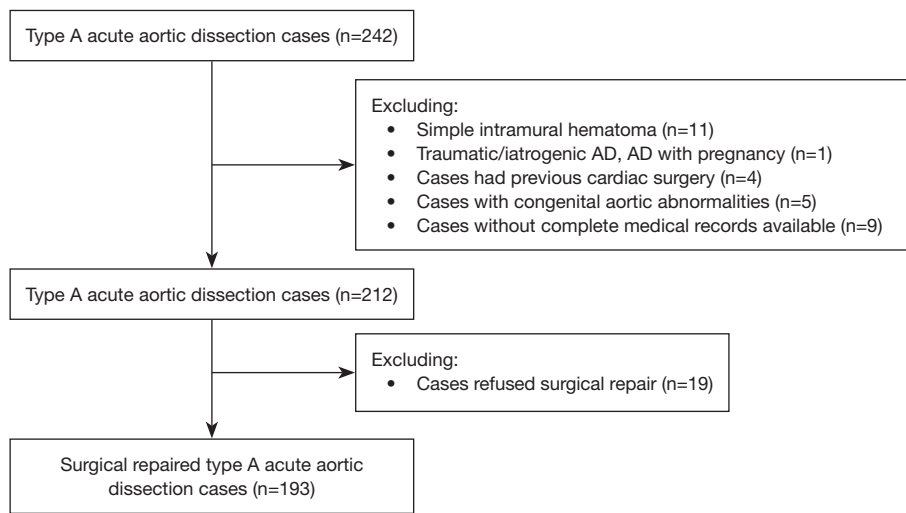 Type A acute aortic dissection cases (n=242)
Excluding:
• Simple intramural hematoma (n=11)
• Traumatic/iatrogenic AD, AD with pregnancy (n=1)
• Cases had previous cardiac surgery (n=4)
• Cases with congenital aortic abnormalities (n=5)
• Cases without complete medical records available (n=9)
Type A acute aortic dissection cases (n=212)
Excluding:
• Cases refused surgical repair (n=19)
Surgical repaired type A acute aortic
dissection cases (n=193)